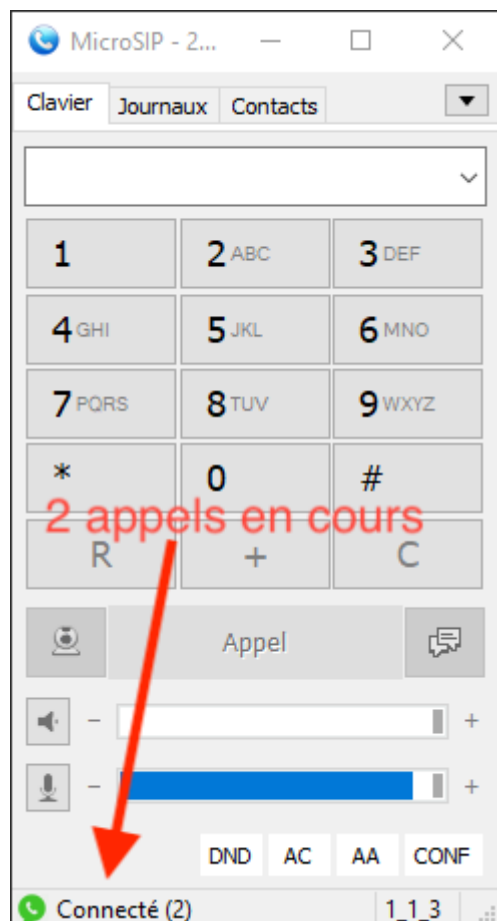 MicroSIP - 2...
Clavier Journaux Contacts
1 2 ABC 3 DEF
4 GHI 5 JKL 6 MNO
7 PQRS 8 TUV 9 WXYZ
* 0 #
2 appels en cours
R + C
Appel
- +
- +
DND AC AA CONF
Connecté (2) 1_1_3